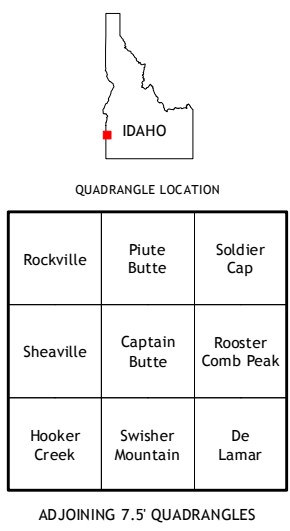 IDAHO
QUADRANGLE LOCATION
Rockville
Piute
Butte
Soldier
Cap
Sheaville
Captain
Butte
Rooster
Comb Peak
Hooker
Creek
Swisher
Mountain
De
Lamar
ADJOINING 7.5' QUADRANGLES